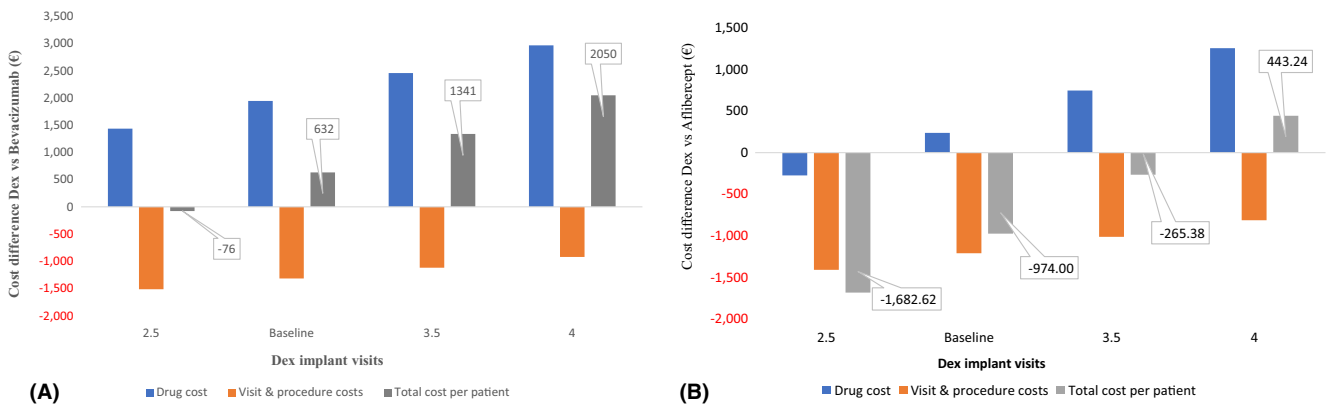 Cost difference Dex vs Bevacizumab (€)
3,500
3,000
2,500
2,000
1,500
1,000
500
0
-500
-1,000
-1,500
-2,000
-76
632
1341
2050
2.5 Baseline 3.5 4
Dex implant visits
Drug cost Visit & procedure costs Total cost per patient
(A)
Cost difference Dex vs Aflibercept (€)
1,500
1,000
500
0
-500
-1,000
-1,500
-2,000
-1,682.62
-974.00
-265.38
443.24
2.5 Baseline 3.5 4
Dex implant visits
Drug cost Visit & procedure costs Total cost per patient
(B)